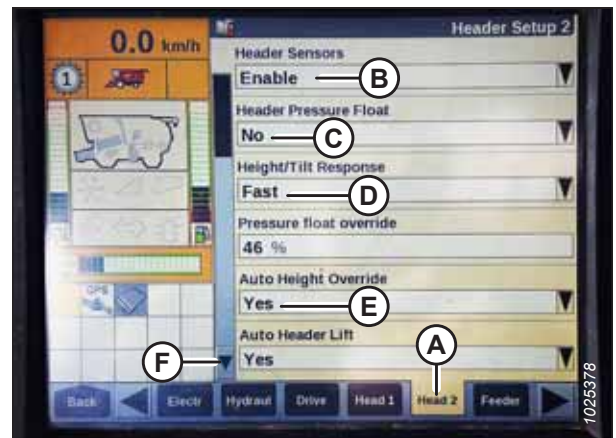 0.0 km/h
1
GPS
Header Setup 2
Header Sensors
Enable
B
Header Pressure Float
No
C
Height/Tilt Response
Fast
D
Pressure float override
46 %
Auto Height Override
Yes
E
Auto Header Lift
Yes
F
A
Back
Electr
Hydraul
Drive
Head 1
Head 2
Feeder
1025378